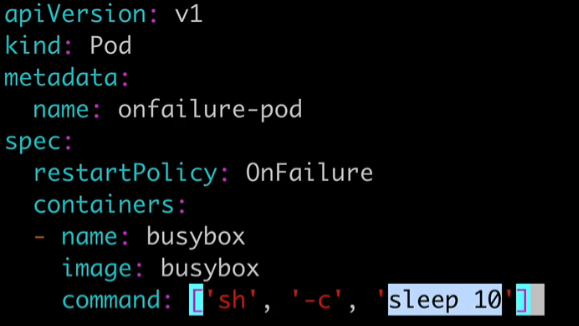 apiVersion: v1
kind: Pod
metadata:
  name: onfailure-pod
spec:
  restartPolicy: OnFailure
  containers:
  - name: busybox
    image: busybox
    command: ['sh', '-c', 'sleep 10']